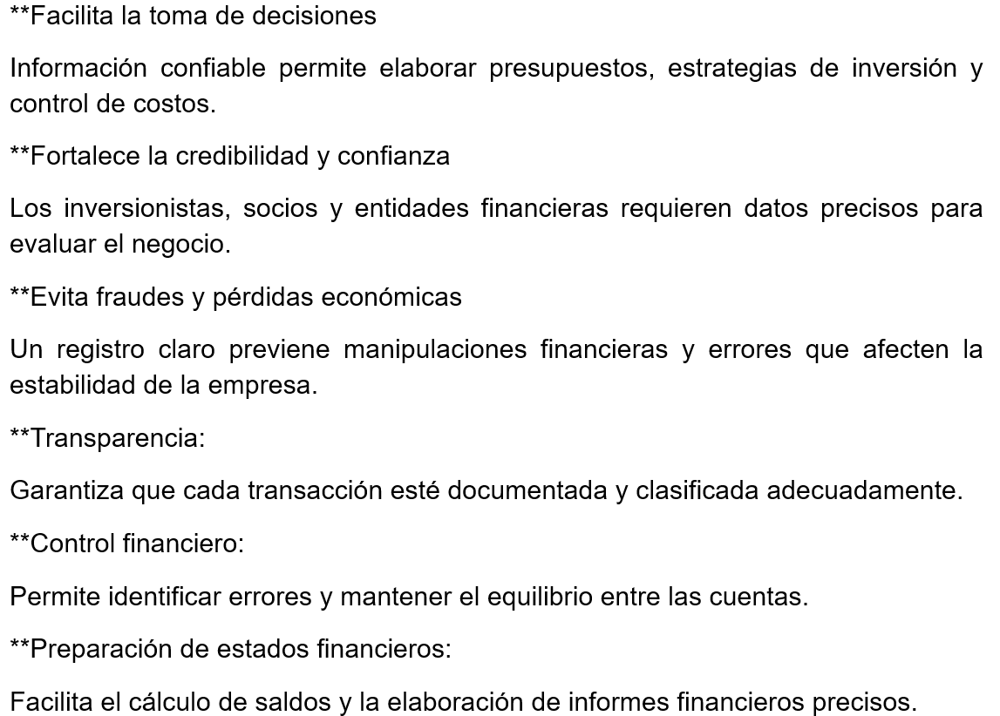 **Facilita la toma de decisiones
Información confiable permite elaborar presupuestos, estrategias de inversión y
control de costos.
**Fortalece la credibilidad y confianza
Los inversionistas, socios y entidades financieras requieren datos precisos para
evaluar el negocio.
**Evita fraudes y pérdidas económicas
Un registro claro previene manipulaciones financieras y errores que afecten la
estabilidad de la empresa.
**Transparencia:
Garantiza que cada transacción esté documentada y clasificada adecuadamente.
**Control financiero:
Permite identificar errores y mantener el equilibrio entre las cuentas.
**Preparación de estados financieros:
Facilita el cálculo de saldos y la elaboración de informes financieros precisos.